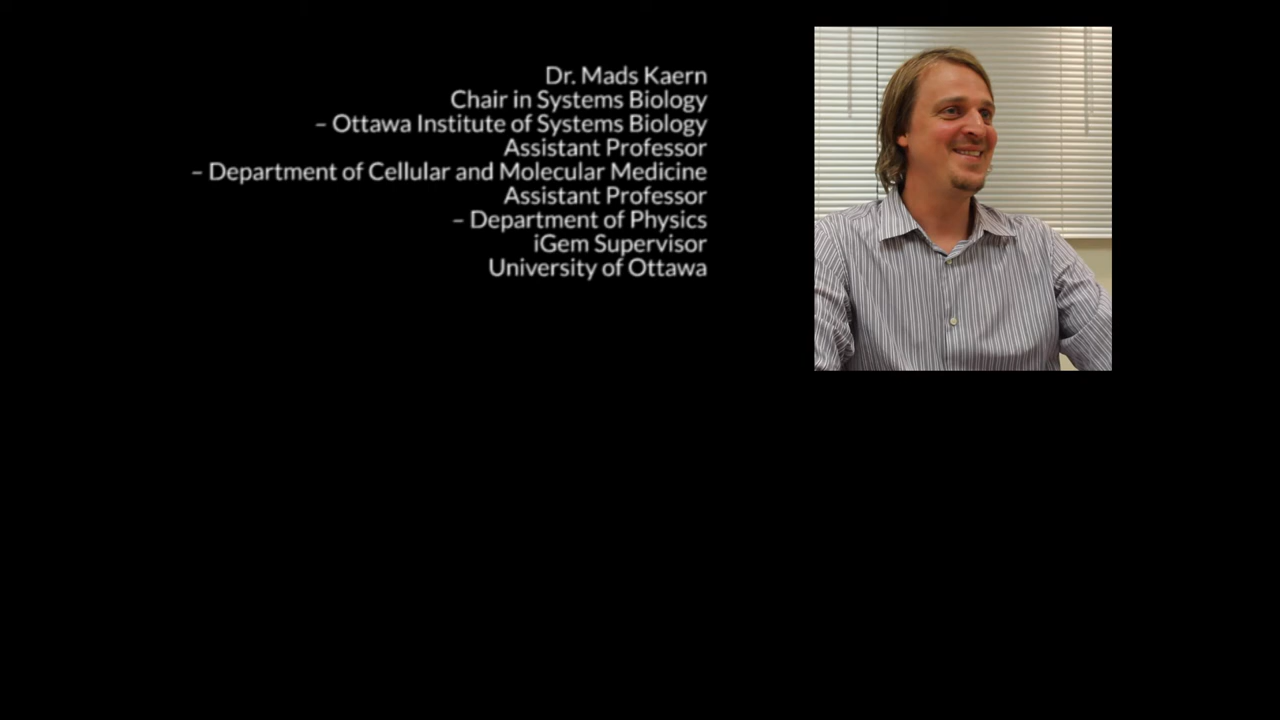 Dr. Mads Kaern
Chair in Systems Biology
– Ottawa Institute of Systems Biology
Assistant Professor
– Department of Cellular and Molecular Medicine
Assistant Professor
– Department of Physics
iGem Supervisor
University of Ottawa